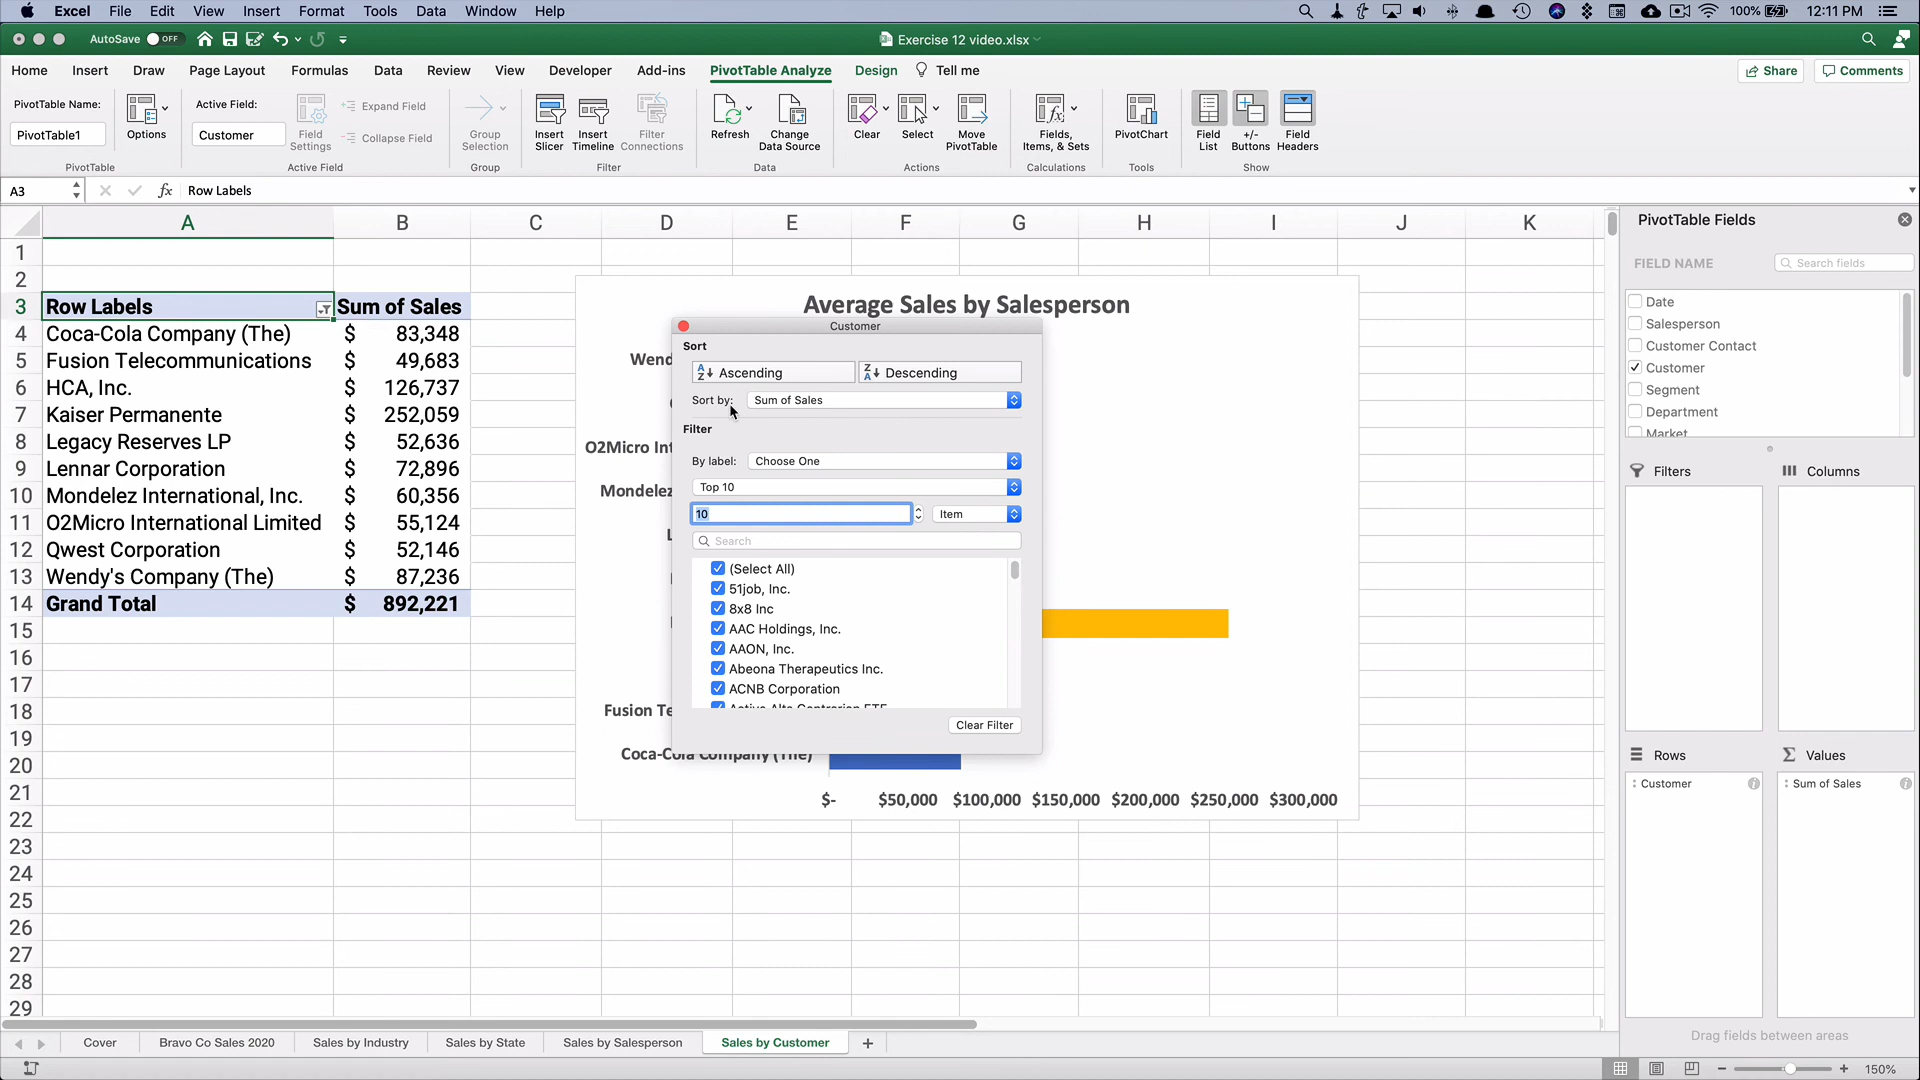 Excel File Edit View Insert Format Tools Data Window Help 100% 12:11 PM
AutoSave OFF Exercise 12 video.xlsx
Home Insert Draw Page Layout Formulas Data Review View Developer Add-ins PivotTable Analyze Design Tell me Share Comments
PivotTable Name: Active Field: Expand Field
PivotTable1 Options Customer Field Settings Collapse Field Group Selection Insert Slicer Insert Timeline Filter Connections Refresh Change Data Source Clear Select Move PivotTable Fields, Items, & Sets PivotChart Field List +/- Buttons Field Headers
PivotTable Active Field Group Filter Data Actions Calculations Tools Show
A3 fx Row Labels
A B C D E F G H I J K
1
2
3 Row Labels Sum of Sales
4 Coca-Cola Company (The) $ 83,348
5 Fusion Telecommunications $ 49,683
6 HCA, Inc. $ 126,737
7 Kaiser Permanente $ 252,059
8 Legacy Reserves LP $ 52,636
9 Lennar Corporation $ 72,896
10 Mondelez International, Inc. $ 60,356
11 O2Micro International Limited $ 55,124
12 Qwest Corporation $ 52,146
13 Wendy's Company (The) $ 87,236
14 Grand Total $ 892,221
15
16
17
18
19
20
21
22
23
24
25
26
27
28
29
Average Sales by Salesperson
Wend
O2Micro Int
Mondelez
Fusion Te
Coca-Cola Company (The)
$- $50,000 $100,000 $150,000 $200,000 $250,000 $300,000
Customer
Sort
Ascending Descending
Sort by: Sum of Sales
Filter
By label: Choose One
Top 10
10 Item
Search
(Select All)
51job, Inc.
8x8 Inc
AAC Holdings, Inc.
AAON, Inc.
Abeona Therapeutics Inc.
ACNB Corporation
Clear Filter
PivotTable Fields
FIELD NAME Search fields
Date
Salesperson
Customer Contact
Customer
Segment
Department
Market
Filters Columns
Rows Values
Customer Sum of Sales
Drag fields between areas
Cover Bravo Co Sales 2020 Sales by Industry Sales by State Sales by Salesperson Sales by Customer
150%